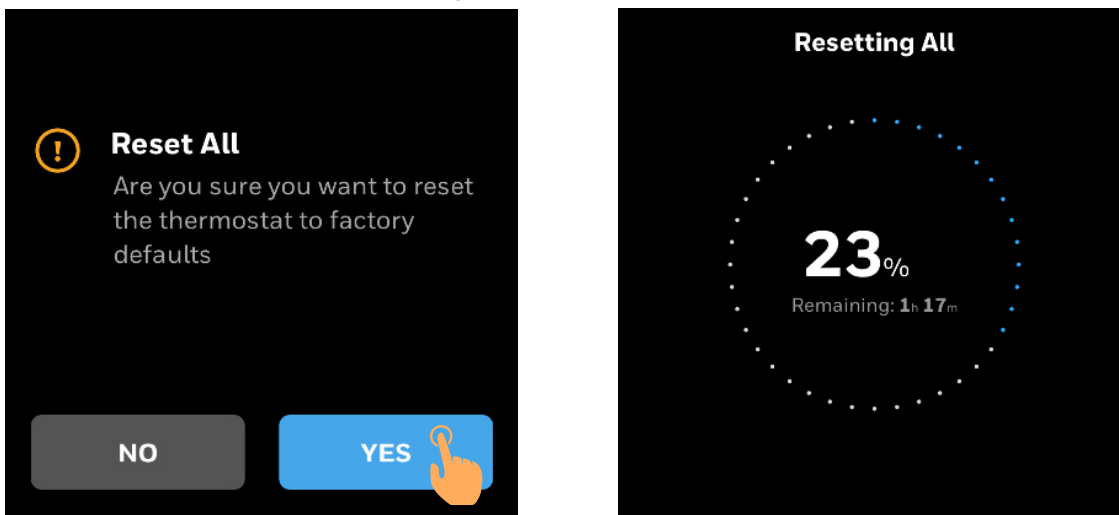 Reset All
Are you sure you want to reset
the thermostat to factory
defaults
NO
YES
Resetting All
23%
Remaining: 1h 17m